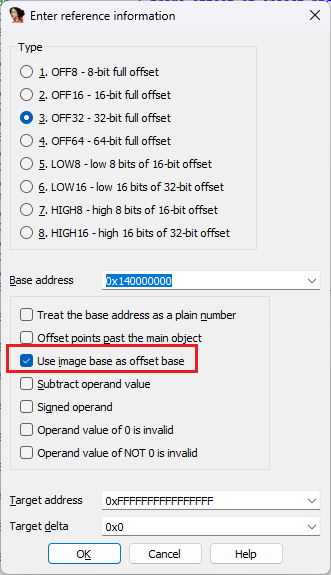 Enter reference information
Type
1. OFF8 - 8-bit full offset
2. OFF16 - 16-bit full offset
3. OFF32 - 32-bit full offset
4. OFF64 - 64-bit full offset
5. LOW8 - low 8 bits of 16-bit offset
6. LOW16 - low 16 bits of 32-bit offset
7. HIGH8 - high 8 bits of 16-bit offset
8. HIGH16 - high 16 bits of 32-bit offset
Base address 0x140000000
Treat the base address as a plain number
Offset points past the main object
Use image base as offset base
Subtract operand value
Signed operand
Operand value of 0 is invalid
Operand value of NOT 0 is invalid
Target address 0xFFFFFFFFFFFFFFFF
Target delta 0x0
OK Cancel Help